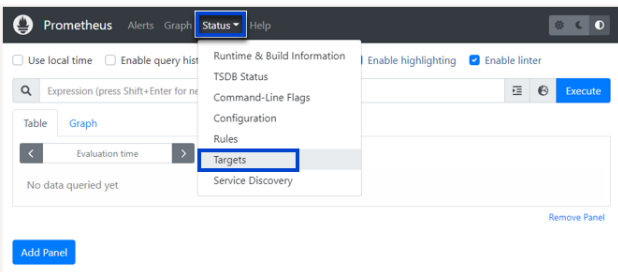 Prometheus Alerts Graph Status Help
Use local time Enable query hist Enable highlighting Enable linter
Expression (press Shift+Enter for ne Execute
Runtime & Build Information
TSDB Status
Command-Line Flags
Configuration
Rules
Targets
Service Discovery
Table Graph
Evaluation time
No data queried yet
Remove Panel
Add Panel